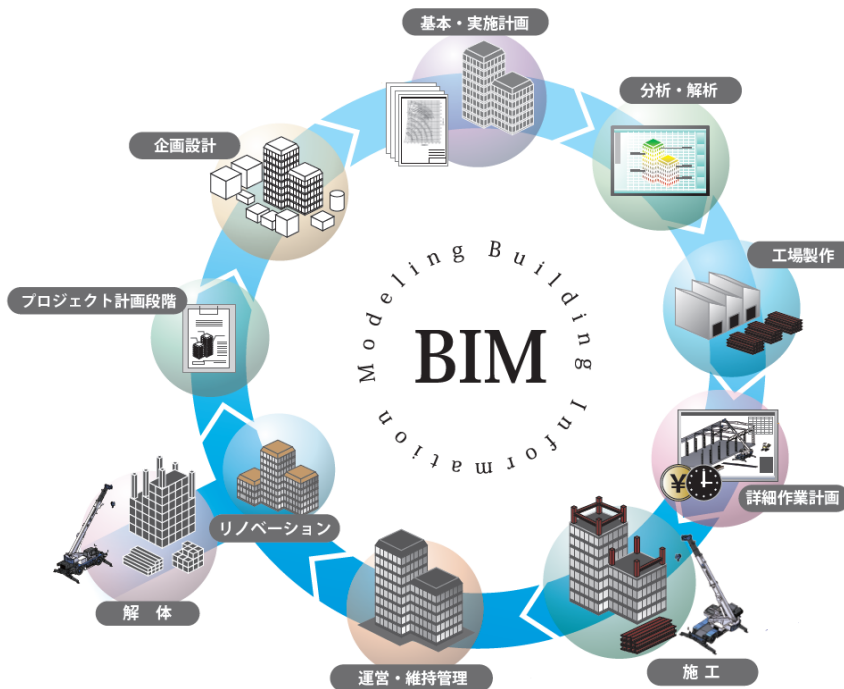 基本・実施計画
分析・解析
企画設計
工場製作
Building Information Modeling
BIM
プロジェクト計画段階
¥
詳細作業計画
リノベーション
解 体
施 工
運営・維持管理